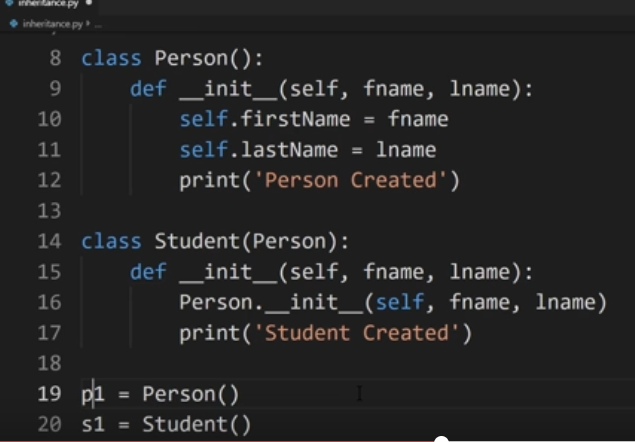 inheritance.py ●
inheritance.py > ...
8 class Person():
9     def __init__(self, fname, lname):
10         self.firstName = fname
11         self.lastName = lname
12         print('Person Created')
13
14 class Student(Person):
15     def __init__(self, fname, lname):
16         Person.__init__(self, fname, lname)
17         print('Student Created')
18
19 p1 = Person()
20 s1 = Student()